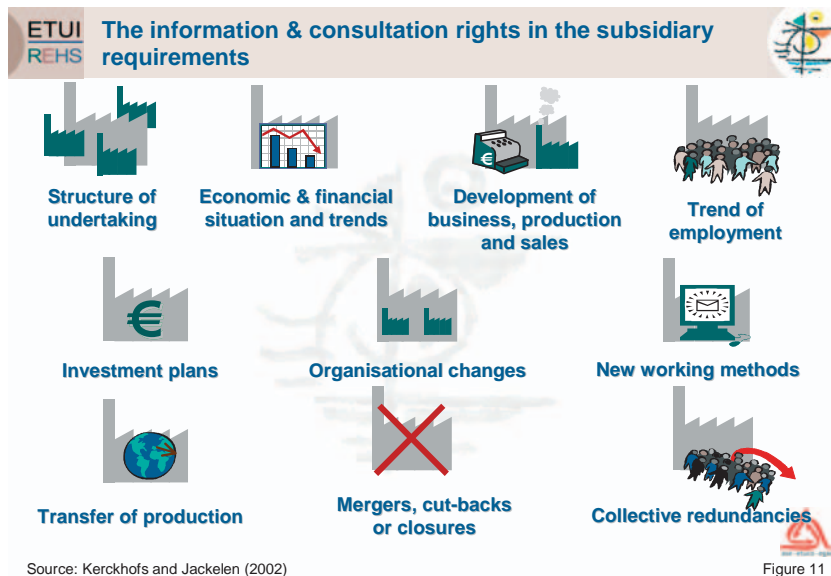 ETUI
REHS
The information & consultation rights in the subsidiary
requirements
€
Structure of
undertaking
Economic & financial
situation and trends
Development of
business, production
and sales
Trend of
employment
€
Investment plans
Organisational changes
New working methods
Transfer of production
Mergers, cut-backs
or closures
Collective redundancies
Source: Kerckhofs and Jackelen (2002)
Figure 11